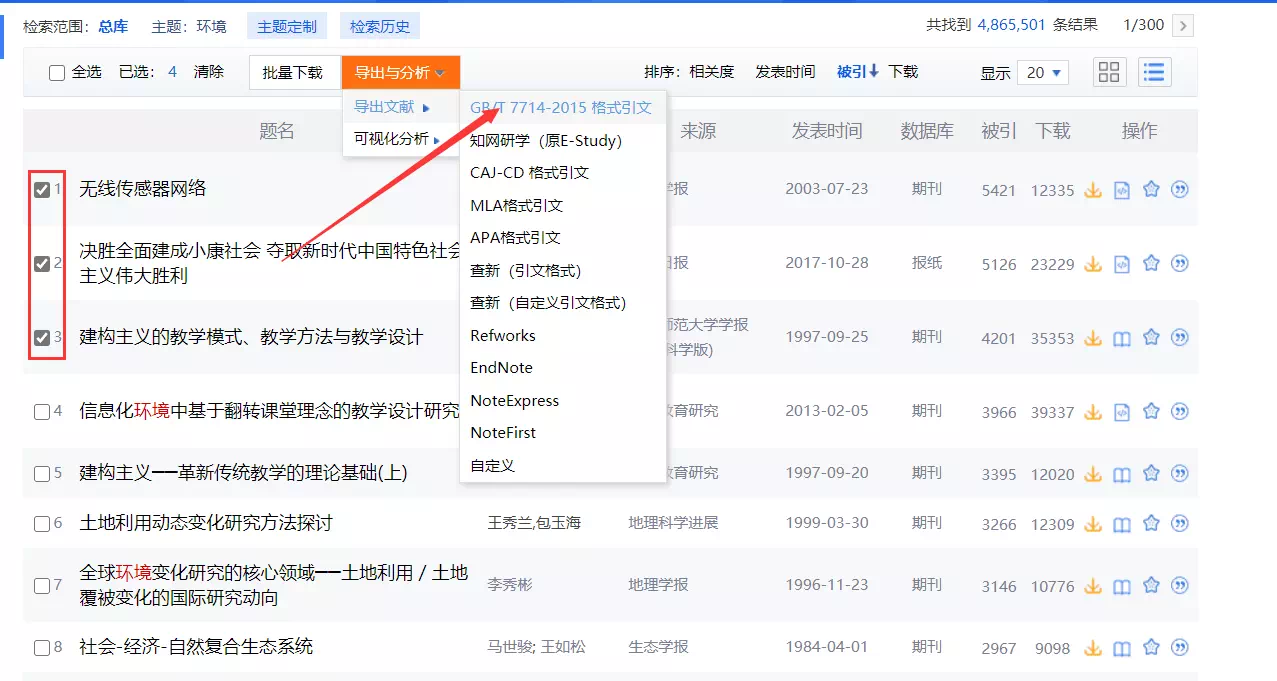 检索范围：总库 主题：环境 主题定制 检索历史 共找到 4,865,501 条结果 1/300
全选 已选：4 清除 批量下载 导出与分析 排序：相关度 发表时间 被引 下载 显示 20
导出文献
可视化分析
GB/T 7714-2015 格式引文
知网研学（原E-Study）
CAJ-CD 格式引文
MLA格式引文
APA格式引文
查新（引文格式）
查新（自定义引文格式）
Refworks
EndNote
NoteExpress
NoteFirst
自定义
题名 来源 发表时间 数据库 被引 下载 操作
1 无线传感器网络 学报 2003-07-23 期刊 5421 12335
2 决胜全面建成小康社会 夺取新时代中国特色社会
主义伟大胜利 日报 2017-10-28 报纸 5126 23229
3 建构主义的教学模式、教学方法与教学设计 师范大学学报
科学版) 1997-09-25 期刊 4201 35353
4 信息化环境中基于翻转课堂理念的教学设计研究 教育研究 2013-02-05 期刊 3966 39337
5 建构主义──革新传统教学的理论基础(上) 教育研究 1997-09-20 期刊 3395 12020
6 土地利用动态变化研究方法探讨 王秀兰,包玉海 地理科学进展 1999-03-30 期刊 3266 12309
7 全球环境变化研究的核心领域──土地利用／土地
覆被变化的国际研究动向 李秀彬 地理学报 1996-11-23 期刊 3146 10776
8 社会-经济-自然复合生态系统 马世骏; 王如松 生态学报 1984-04-01 期刊 2967 9098